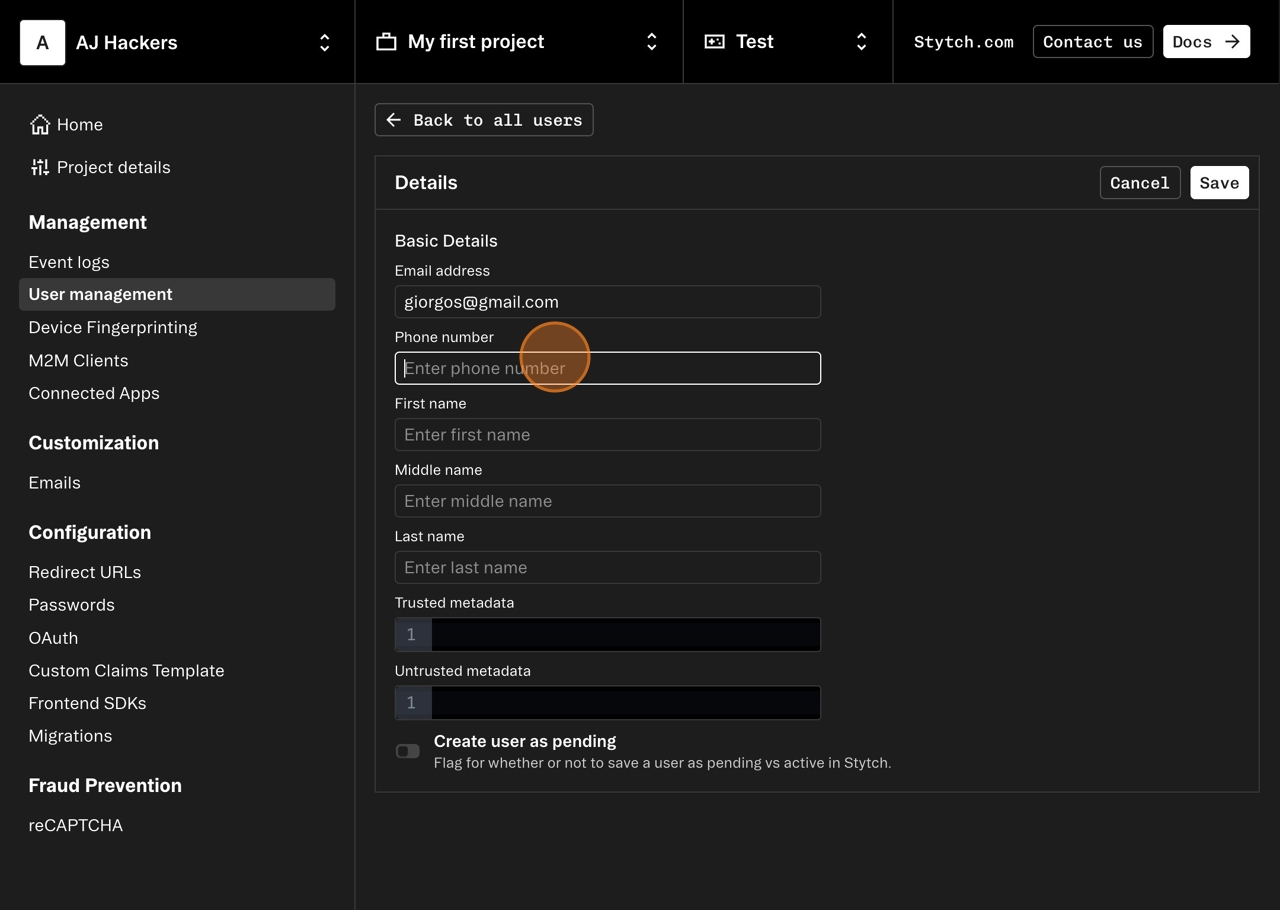 A AJ Hackers
My first project
Test
Stytch.com
Contact us
Docs →
Home
Project details
Management
Event logs
User management
Device Fingerprinting
M2M Clients
Connected Apps
Customization
Emails
Configuration
Redirect URLs
Passwords
OAuth
Custom Claims Template
Frontend SDKs
Migrations
Fraud Prevention
reCAPTCHA
← Back to all users
Details
Cancel
Save
Basic Details
Email address
giorgos@gmail.com
Phone number
Enter phone number
First name
Enter first name
Middle name
Enter middle name
Last name
Enter last name
Trusted metadata
1
Untrusted metadata
1
Create user as pending
Flag for whether or not to save a user as pending vs active in Stytch.